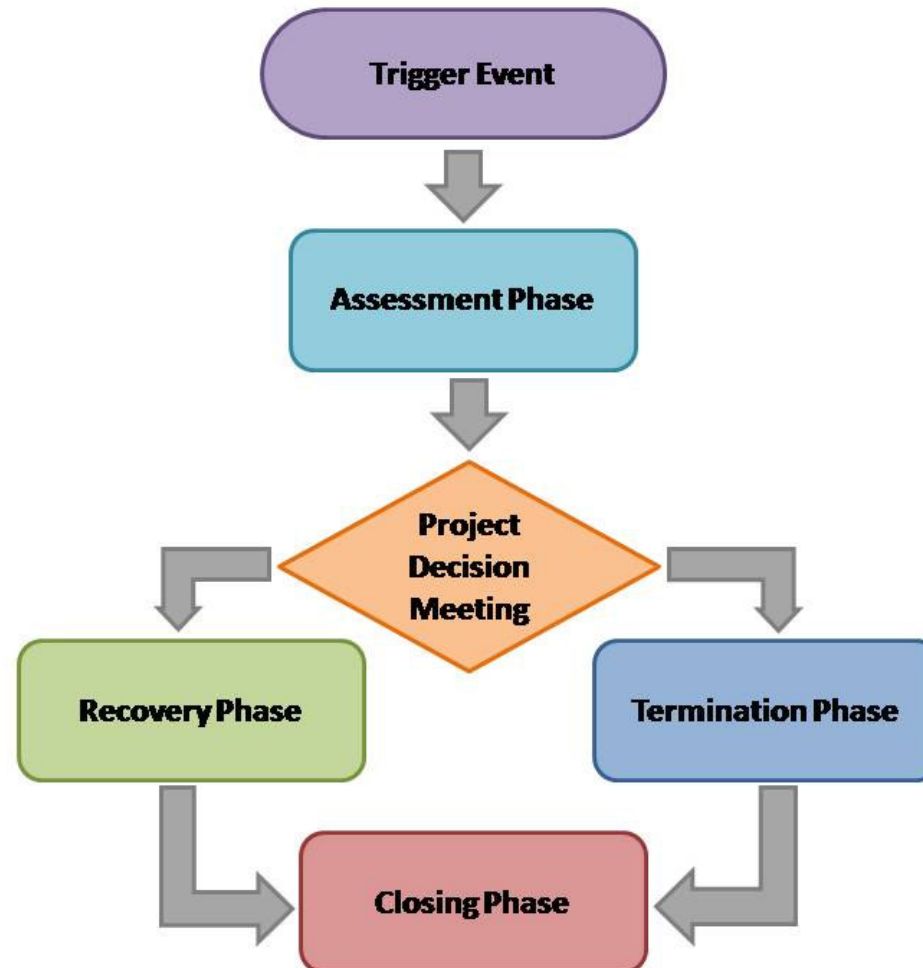 Trigger Event
Assessment Phase
Project
Decision
Meeting
Recovery Phase
Termination Phase
Closing Phase